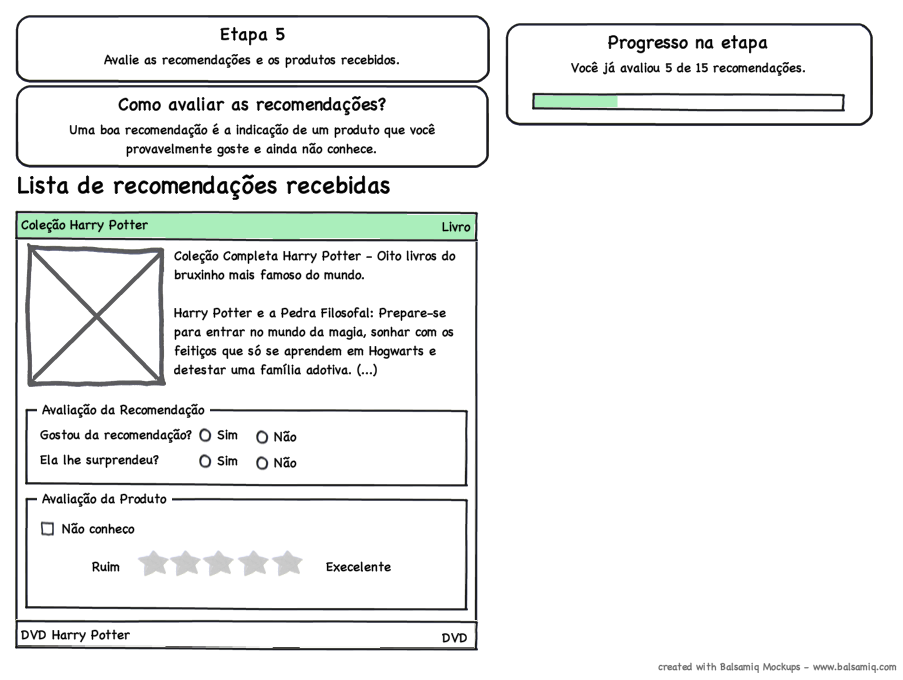 Etapa 5
Avalie as recomendações e os produtos recebidos.
Como avaliar as recomendações?
Uma boa recomendação é a indicação de um produto que você
provavelmente goste e ainda não conhece.
Progresso na etapa
Você já avaliou 5 de 15 recomendações.
Lista de recomendações recebidas
Coleção Harry Potter Livro
Coleção Completa Harry Potter - Oito livros do
bruxinho mais famoso do mundo.
Harry Potter e a Pedra Filosofal: Prepare-se
para entrar no mundo da magia, sonhar com os
feitiços que só se aprendem em Hogwarts e
detestar uma família adotiva. (...)
Avaliação da Recomendação
Gostou da recomendação? Sim Não
Ela lhe surprendeu? Sim Não
Avaliação da Produto
Não conheço
Ruim Execelente
DVD Harry Potter DVD
created with Balsamiq Mockups - www.balsamiq.com